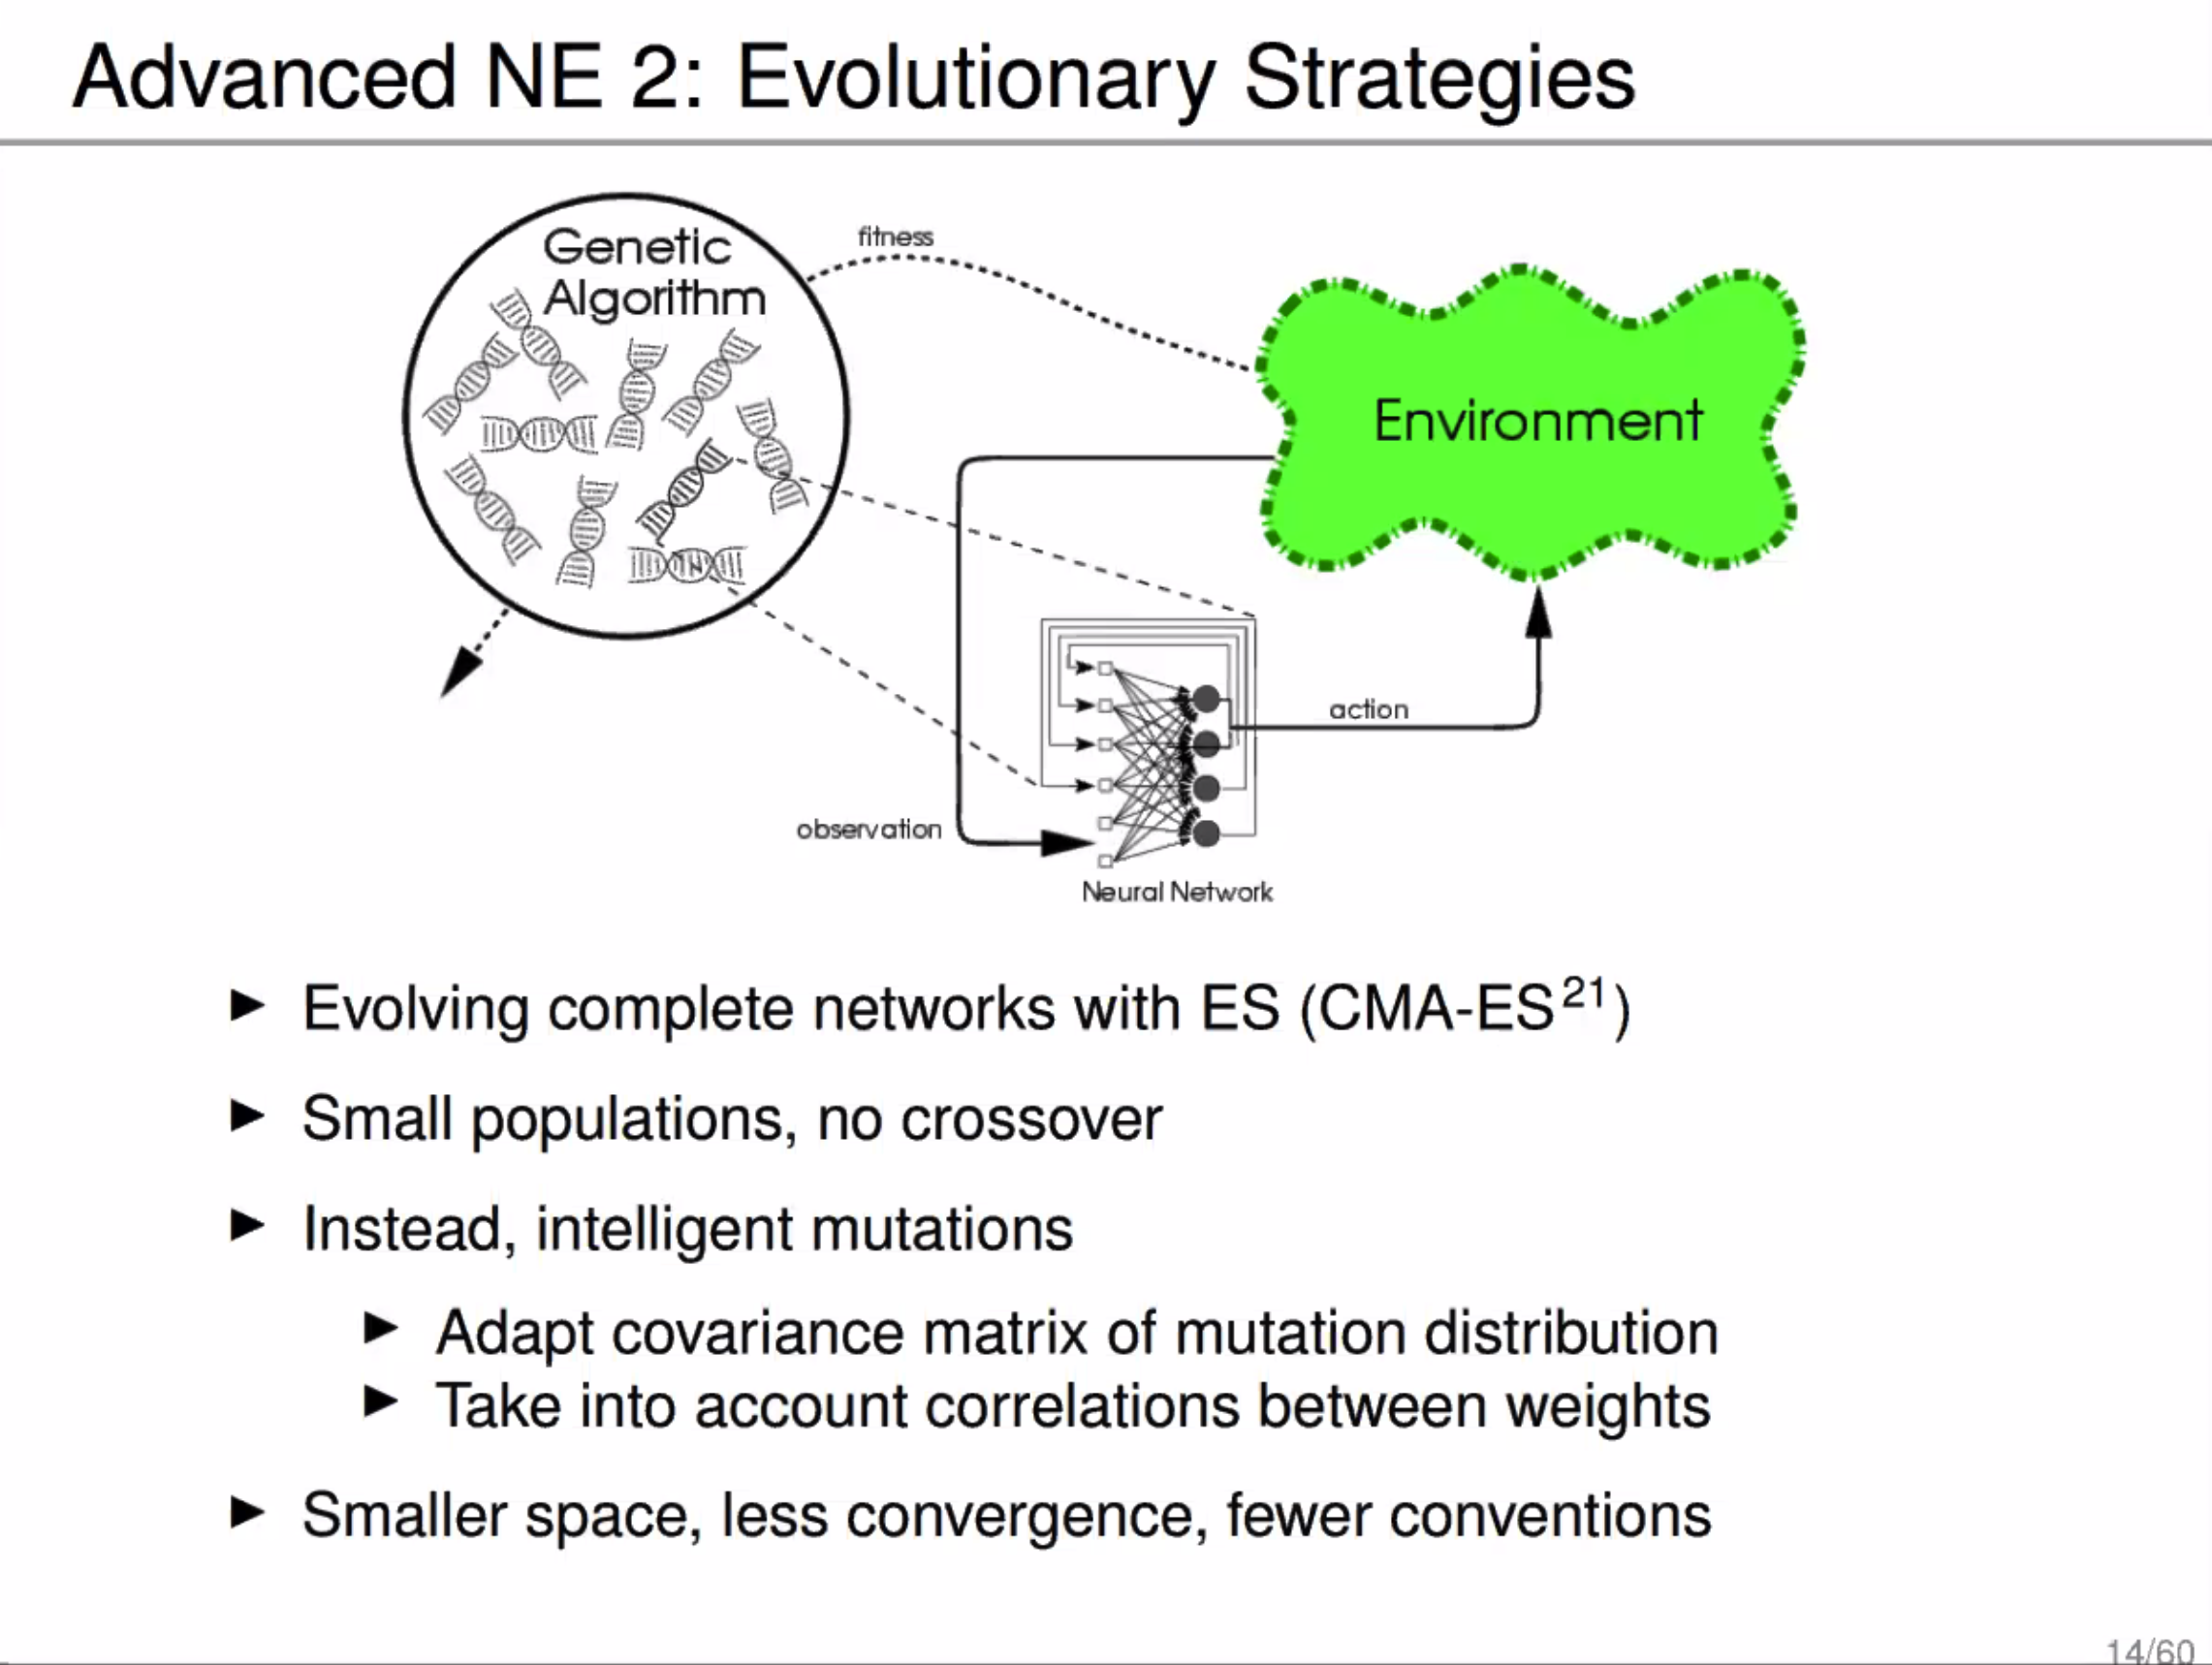 Advanced NE 2: Evolutionary Strategies
Genetic
Algorithm
fitness
Environment
action
observation
Neural Network
▶ Evolving complete networks with ES (CMA-ES²¹)
▶ Small populations, no crossover
▶ Instead, intelligent mutations
▶ Adapt covariance matrix of mutation distribution
▶ Take into account correlations between weights
▶ Smaller space, less convergence, fewer conventions
14/60